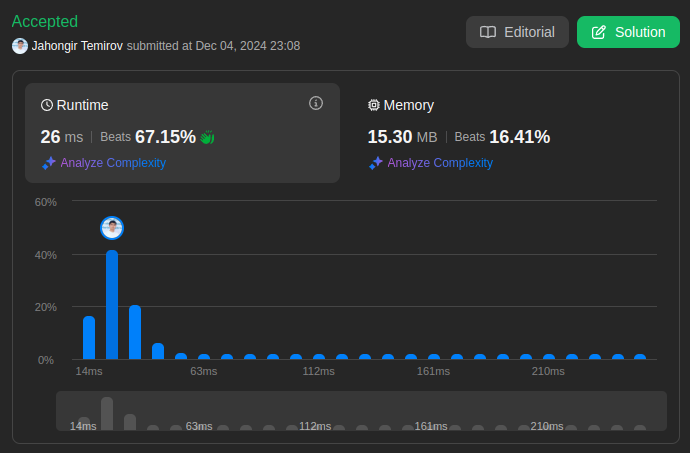 Accepted
Editorial
Solution
Jahongir Temirov submitted at Dec 04, 2024 23:08
Runtime
26 ms Beats 67.15%
Analyze Complexity
Memory
15.30 MB Beats 16.41%
Analyze Complexity
60%
40%
20%
0%
14ms 63ms 112ms 161ms 210ms
14ms 63ms 112ms 161ms 210ms